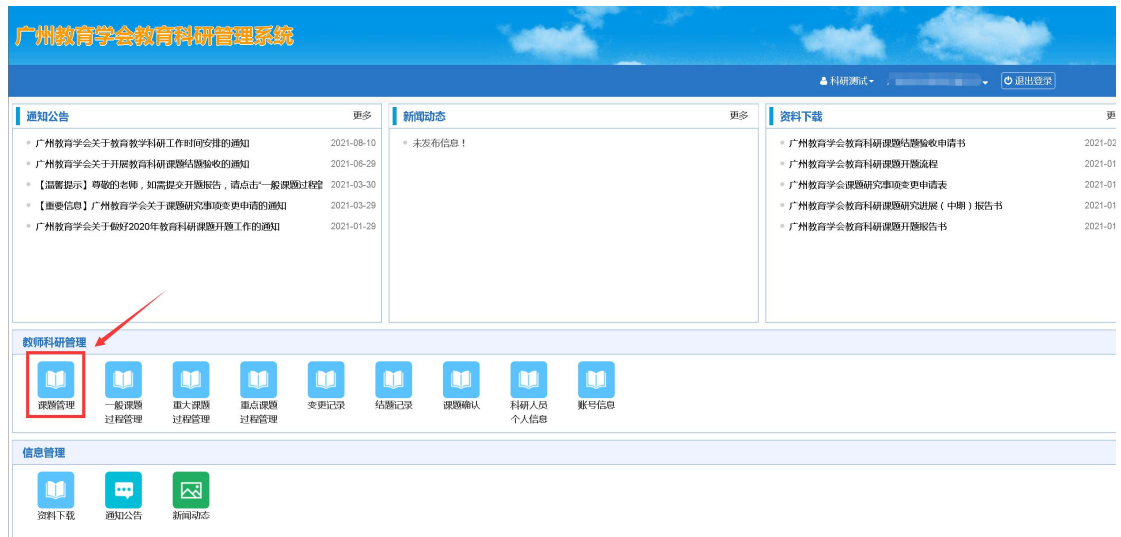 广州教育学会教育科研管理系统
科研测试
退出登录
通知公告 更多
广州教育学会关于教育教学科研工作时间安排的通知 2021-08-10
广州教育学会关于开展教育科研课题结题验收的通知 2021-06-29
【温馨提示】尊敬的老师，如需提交开题报告，请点击“一般课题过程管 2021-03-30
【重要信息】广州教育学会关于课题研究事项变更申请的通知 2021-03-29
广州教育学会关于做好2020年教育科研课题开题工作的通知 2021-01-29
新闻动态 更多
未发布信息！
资料下载 更
广州教育学会教育科研课题结题验收申请书 2021-02
广州教育学会教育科研课题开题流程 2021-01
广州教育学会课题研究事项变更申请表 2021-01
广州教育学会教育科研课题研究进展（中期）报告书 2021-01
广州教育学会教育科研课题开题报告书 2021-01
教师科研管理
课题管理
一般课题
过程管理
重大课题
过程管理
重点课题
过程管理
变更记录
结题记录
课题确认
科研人员
个人信息
账号信息
信息管理
资料下载
通知公告
新闻动态